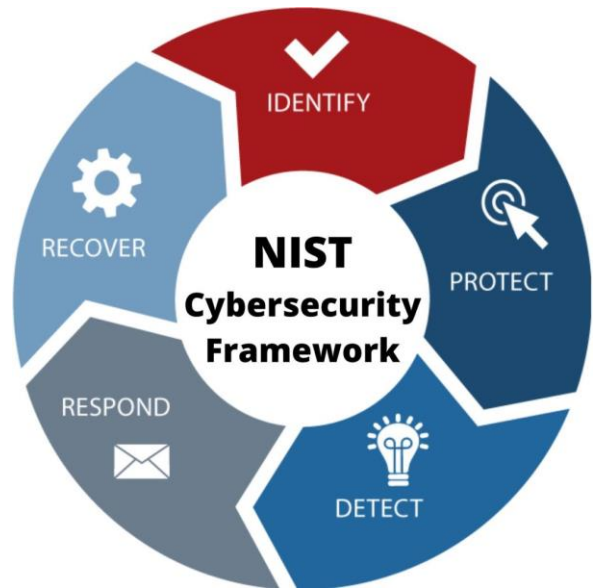 IDENTIFY
PROTECT
DETECT
RESPOND
RECOVER
NIST
Cybersecurity
Framework